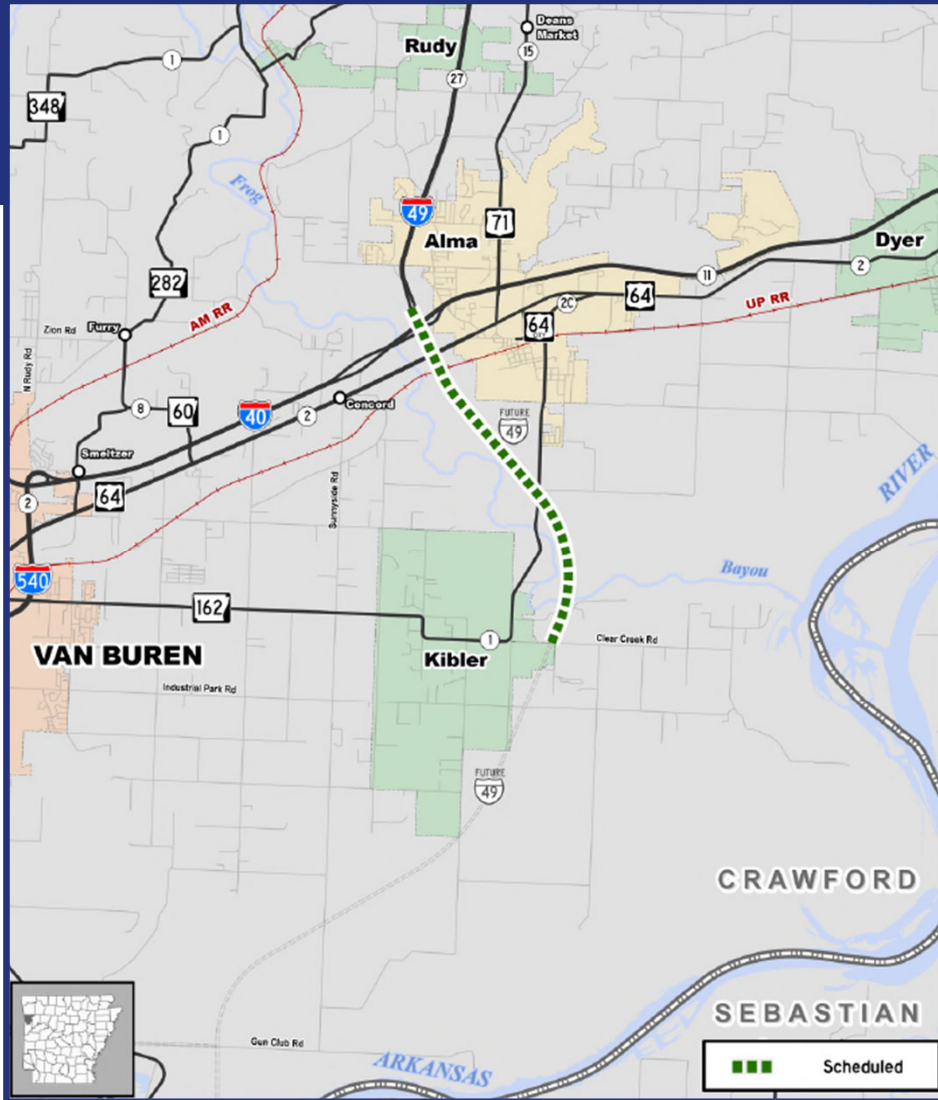 Deans
Market
Rudy
15
1
27
348
1
Frog
49
71
Alma
Dyer
2
11
282
64
2C
UP RR
AM RR
64
Zion Rd
Furry
N Rudy Rd
Concord
8
60
40
2
FUTURE
49
Smeltzer
RIVER
2
64
Sunnyside Rd
Bayou
540
162
1
Clear Creek Rd
VAN BUREN
Kibler
Industrial Park Rd
FUTURE
49
CRAWFORD
SEBASTIAN
Gun Club Rd
ARKANSAS
Scheduled